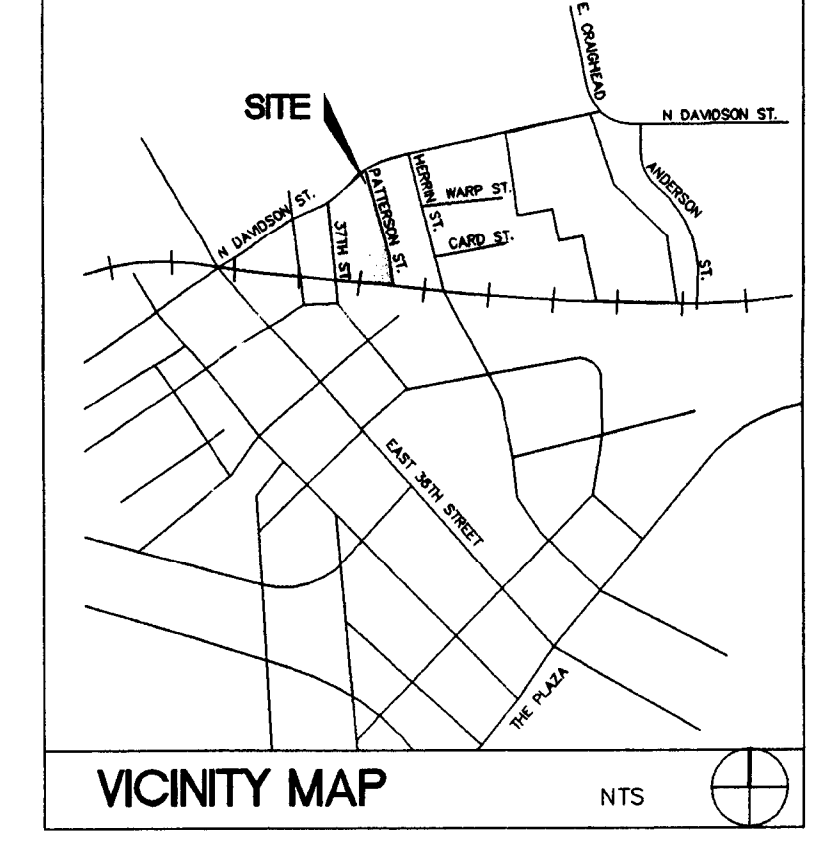 E. CRAIGHEAD
SITE
N DAVIDSON ST.
HERRIN ST.
PATTERSON ST.
WARP ST.
ANDERSON ST.
N DAVIDSON ST.
37TH ST
CARD ST.
EAST 36TH STREET
THE PLAZA
VICINITY MAP
NTS